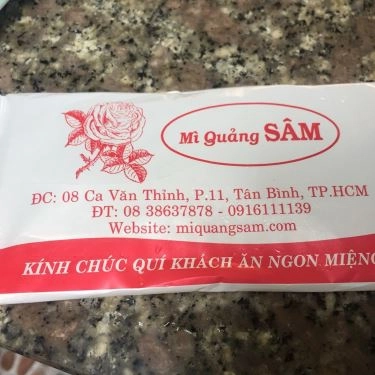 Mì Quảng SÂM
ĐC: 08 Ca Văn Thỉnh, P.11, Tân Bình, TP.HCM
ĐT: 08 38637878 - 0916111139
Website: miquangsam.com
KÍNH CHÚC QUÍ KHÁCH ĂN NGON MIỆNG